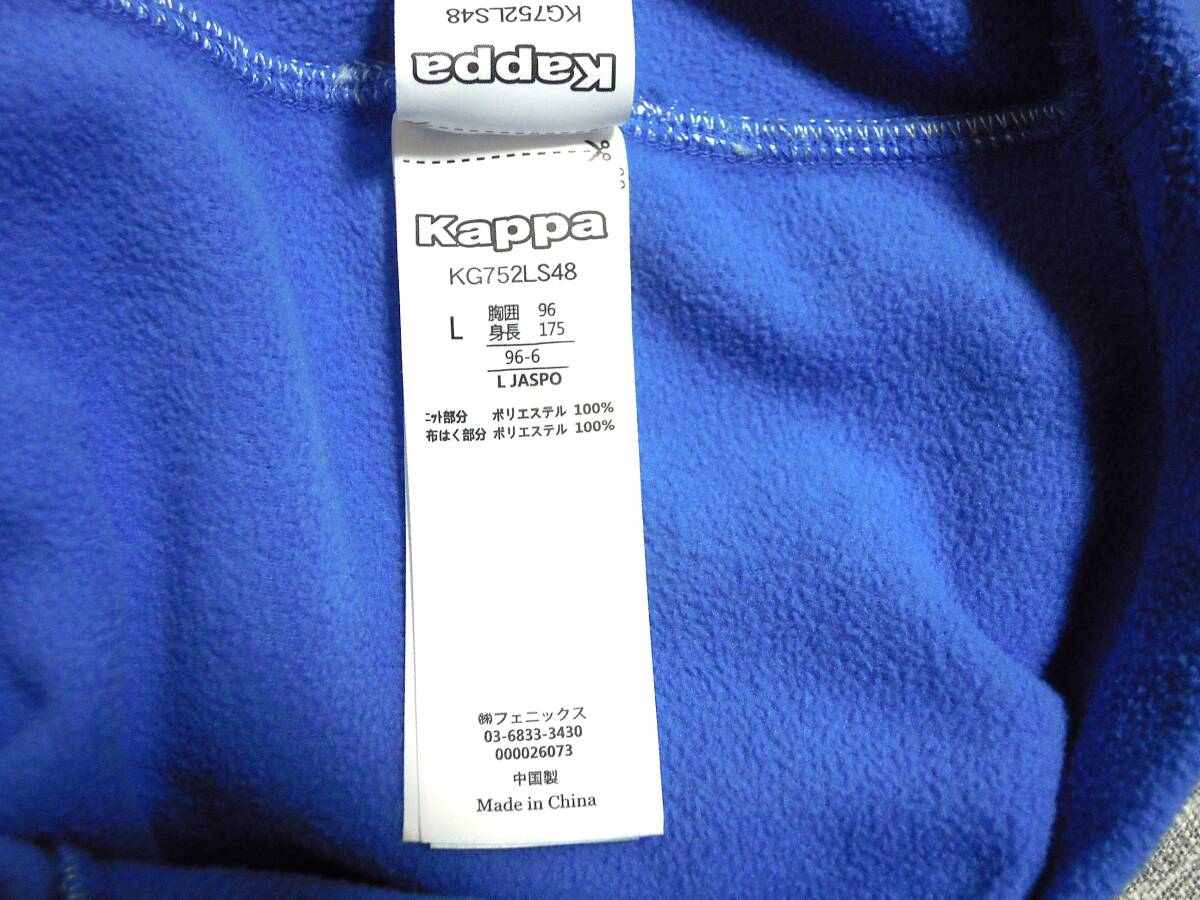 KG752LS48
Kappa
Kappa
KG752LS48
L
胸囲 96
身長 175
96-6
L JASPO
ニット部分 ポリエステル 100%
布はく部分 ポリエステル 100%
㈱フェニックス
03-6833-3430
000026073
中国製
Made in China